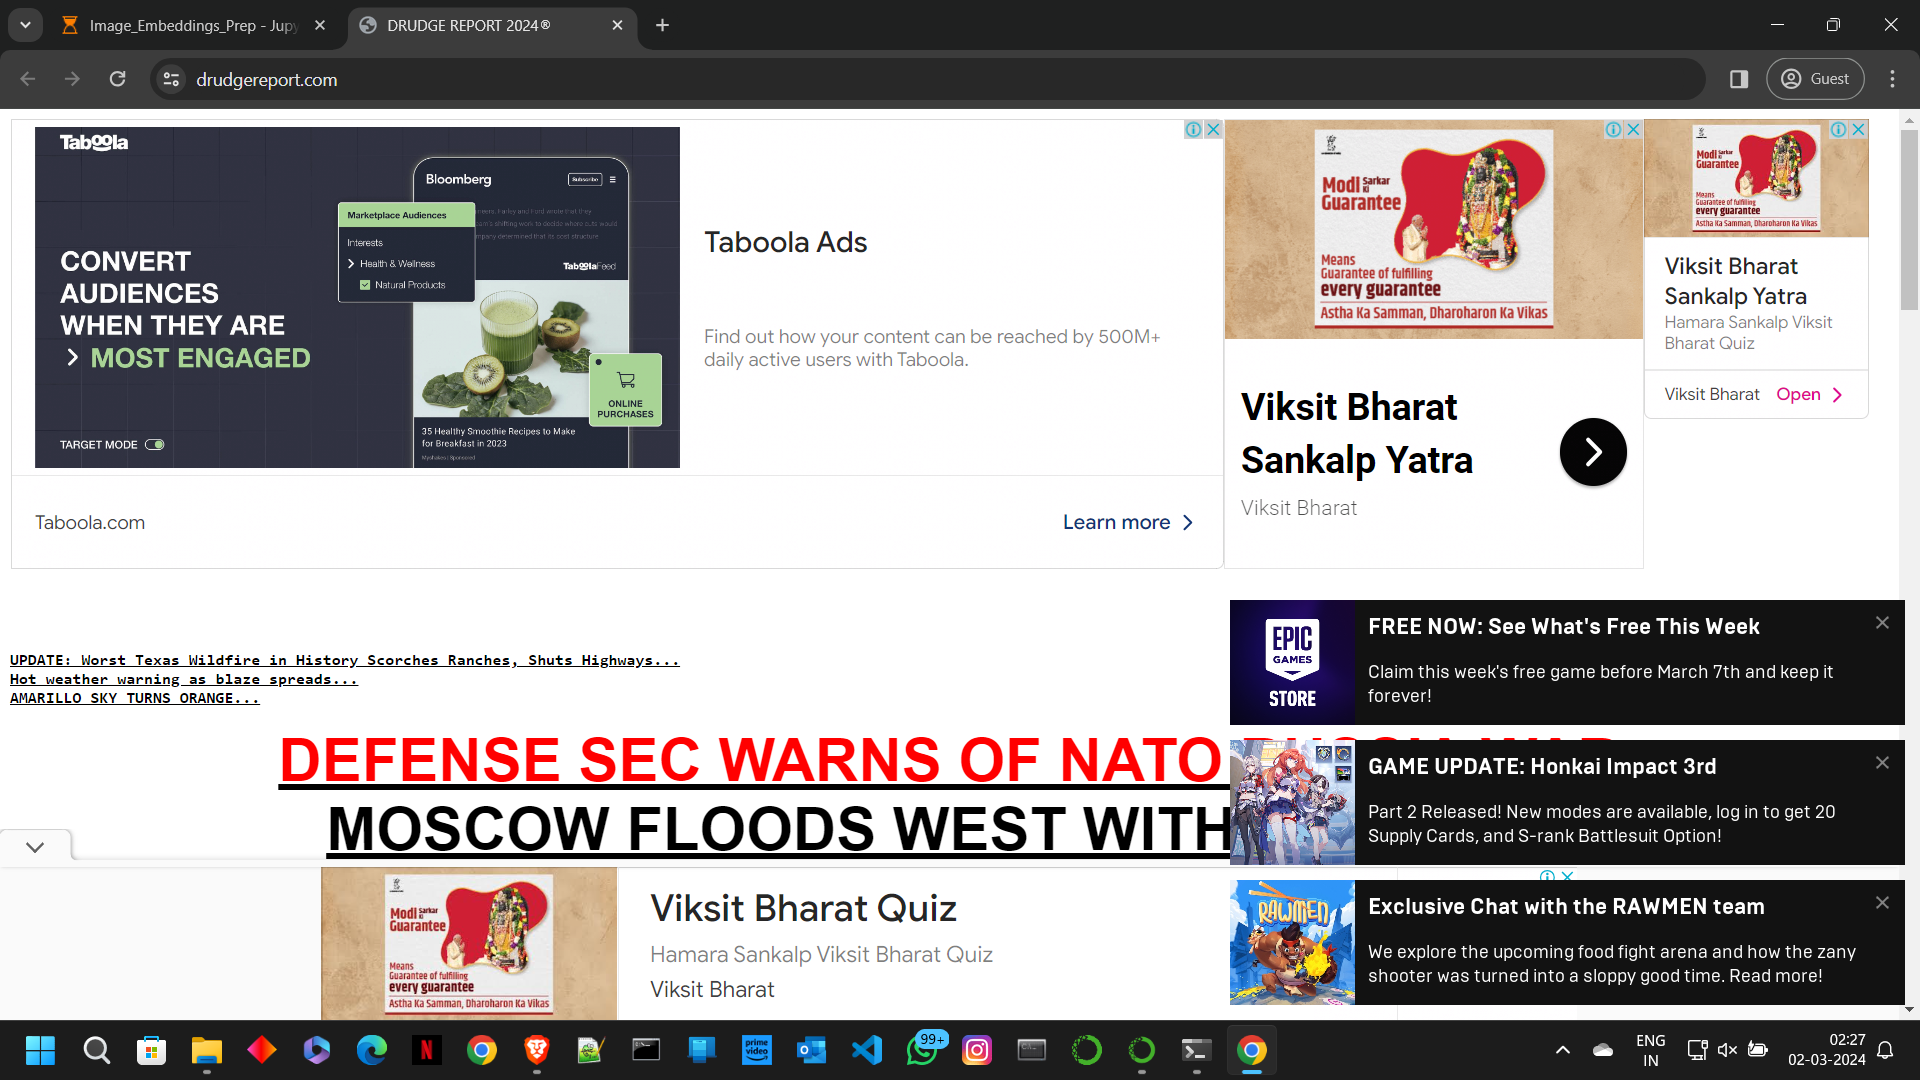 Image_Embeddings_Prep - Jupy
DRUDGE REPORT 2024®
drudgereport.com
Guest
Taboola
CONVERT
AUDIENCES
WHEN THEY ARE
> MOST ENGAGED
TARGET MODE
Bloomberg
Subscribe
Marketplace Audiences
Interests
Health & Wellness
Natural Products
Taboola Feed
ONLINE
PURCHASES
35 Healthy Smoothie Recipes to Make
for Breakfast in 2023
Taboola Ads
Find out how your content can be reached by 500M+
daily active users with Taboola.
Taboola.com
Learn more
Modi Sarkar
Ki
Guarantee
Means
Guarantee of fulfilling
every guarantee
Astha Ka Samman, Dharoharon Ka Vikas
Viksit Bharat
Sankalp Yatra
Viksit Bharat
Modi Sarkar
Ki
Guarantee
Means
Guarantee of fulfilling
every guarantee
Astha Ka Samman, Dharoharon Ka Vikas
Viksit Bharat
Sankalp Yatra
Hamara Sankalp Viksit
Bharat Quiz
Viksit Bharat Open
UPDATE: Worst Texas Wildfire in History Scorches Ranches, Shuts Highways...
Hot weather warning as blaze spreads...
AMARILLO SKY TURNS ORANGE...
DEFENSE SEC WARNS OF NATO
MOSCOW FLOODS WEST WITH
EPIC
GAMES
STORE
FREE NOW: See What's Free This Week
Claim this week's free game before March 7th and keep it
forever!
GAME UPDATE: Honkai Impact 3rd
Part 2 Released! New modes are available, log in to get 20
Supply Cards, and S-rank Battlesuit Option!
RAWMEN
Exclusive Chat with the RAWMEN team
We explore the upcoming food fight arena and how the zany
shooter was turned into a sloppy good time. Read more!
Modi Sarkar
Ki
Guarantee
Means
Guarantee of fulfilling
every guarantee
Astha Ka Samman, Dharoharon Ka Vikas
Viksit Bharat Quiz
Hamara Sankalp Viksit Bharat Quiz
Viksit Bharat
prime
video
99+
ENG
IN
02:27
02-03-2024